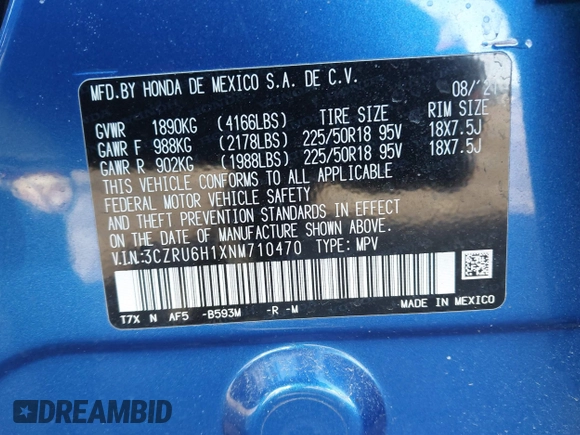 MFD.BY HONDA DE MEXICO S.A. DE C.V. 08/'21
GVWR 1890KG (4166LBS) TIRE SIZE RIM SIZE
GAWR F 988KG (2178LBS) 225/50R18 95V 18X7.5J
GAWR R 902KG (1988LBS) 225/50R18 95V 18X7.5J
THIS VEHICLE CONFORMS TO ALL APPLICABLE
FEDERAL MOTOR VEHICLE SAFETY
AND THEFT PREVENTION STANDARDS IN EFFECT
ON THE DATE OF MANUFACTURE SHOWN ABOVE.
V.I.N.:3CZRU6H1XNM710470 TYPE: MPV
MADE IN MEXICO
T7X N AF5 -B593M -R -M
DREAMBID